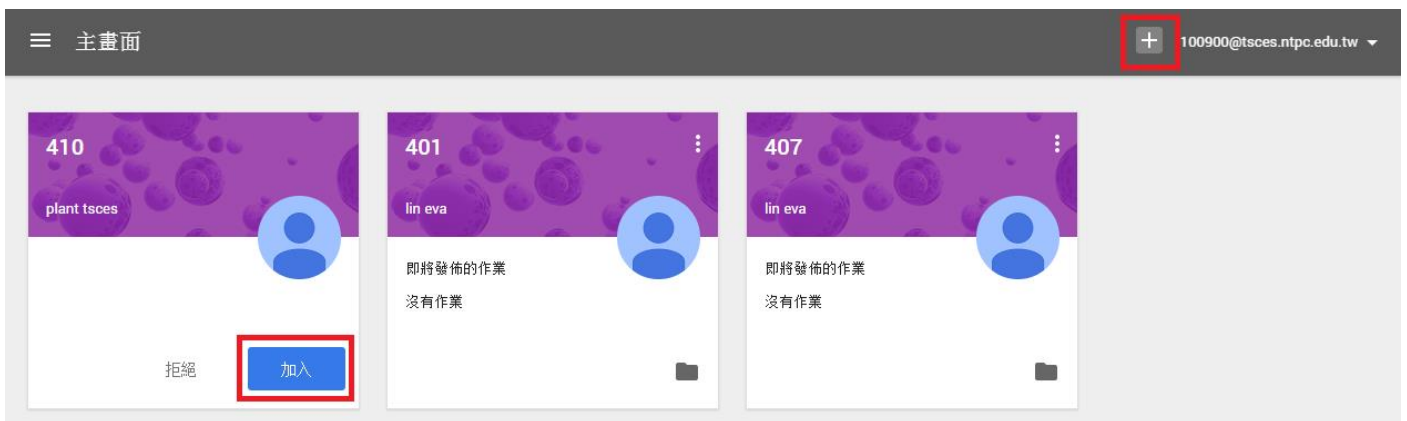 主畫面
100900@tsces.ntpc.edu.tw
410
plant tsces
拒絕
加入
401
lin eva
即將發佈的作業
沒有作業
407
lin eva
即將發佈的作業
沒有作業